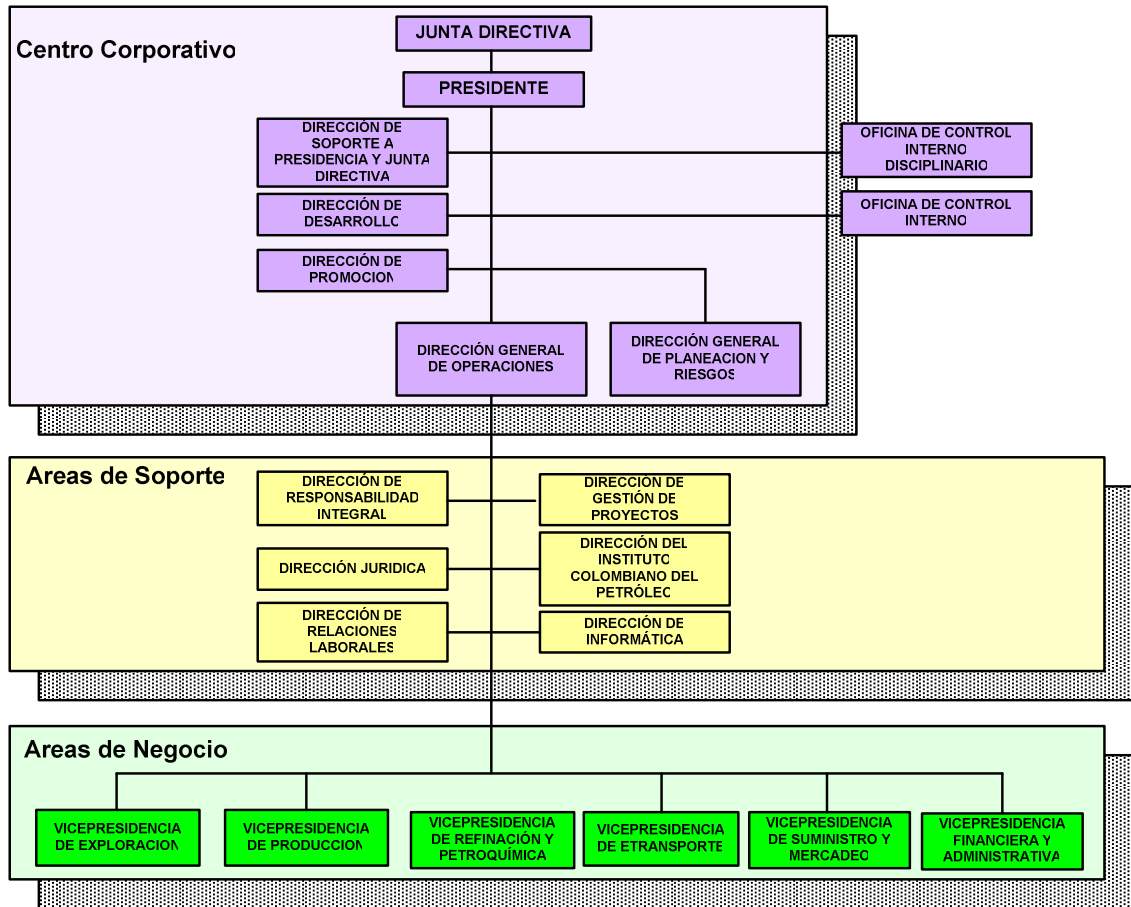 Centro Corporativo
JUNTA DIRECTIVA
PRESIDENTE
DIRECCIÓN DE
SOPORTE A
PRESIDENCIA Y JUNTA
DIRECTIVA
OFICINA DE CONTROL
INTERNO
DISCIPLINARIO
DIRECCIÓN DE
DESARROLLO
OFICINA DE CONTROL
INTERNO
DIRECCIÓN DE
PROMOCION
DIRECCIÓN GENERAL
DE OPERACIONES
DIRECCIÓN GENERAL
DE PLANEACION Y
RIESGOS
Areas de Soporte
DIRECCIÓN DE
RESPONSABILIDAD
INTEGRAL
DIRECCIÓN DE
GESTIÓN DE
PROYECTOS
DIRECCIÓN JURIDICA
DIRECCIÓN DEL
INSTITUTO
COLOMBIANO DEL
PETRÓLEO
DIRECCIÓN DE
RELACIONES
LABORALES
DIRECCIÓN DE
INFORMÁTICA
Areas de Negocio
VICEPRESIDENCIA
DE EXPLORACION
VICEPRESIDENCIA
DE PRODUCCION
VICEPRESIDENCIA
DE REFINACIÓN Y
PETROQUÍMICA
VICEPRESIDENCIA
DE ETRANSPORTE
VICEPRESIDENCIA
DE SUMINISTRO Y
MERCADEO
VICEPRESIDENCIA
FINANCIERA Y
ADMINISTRATIVA